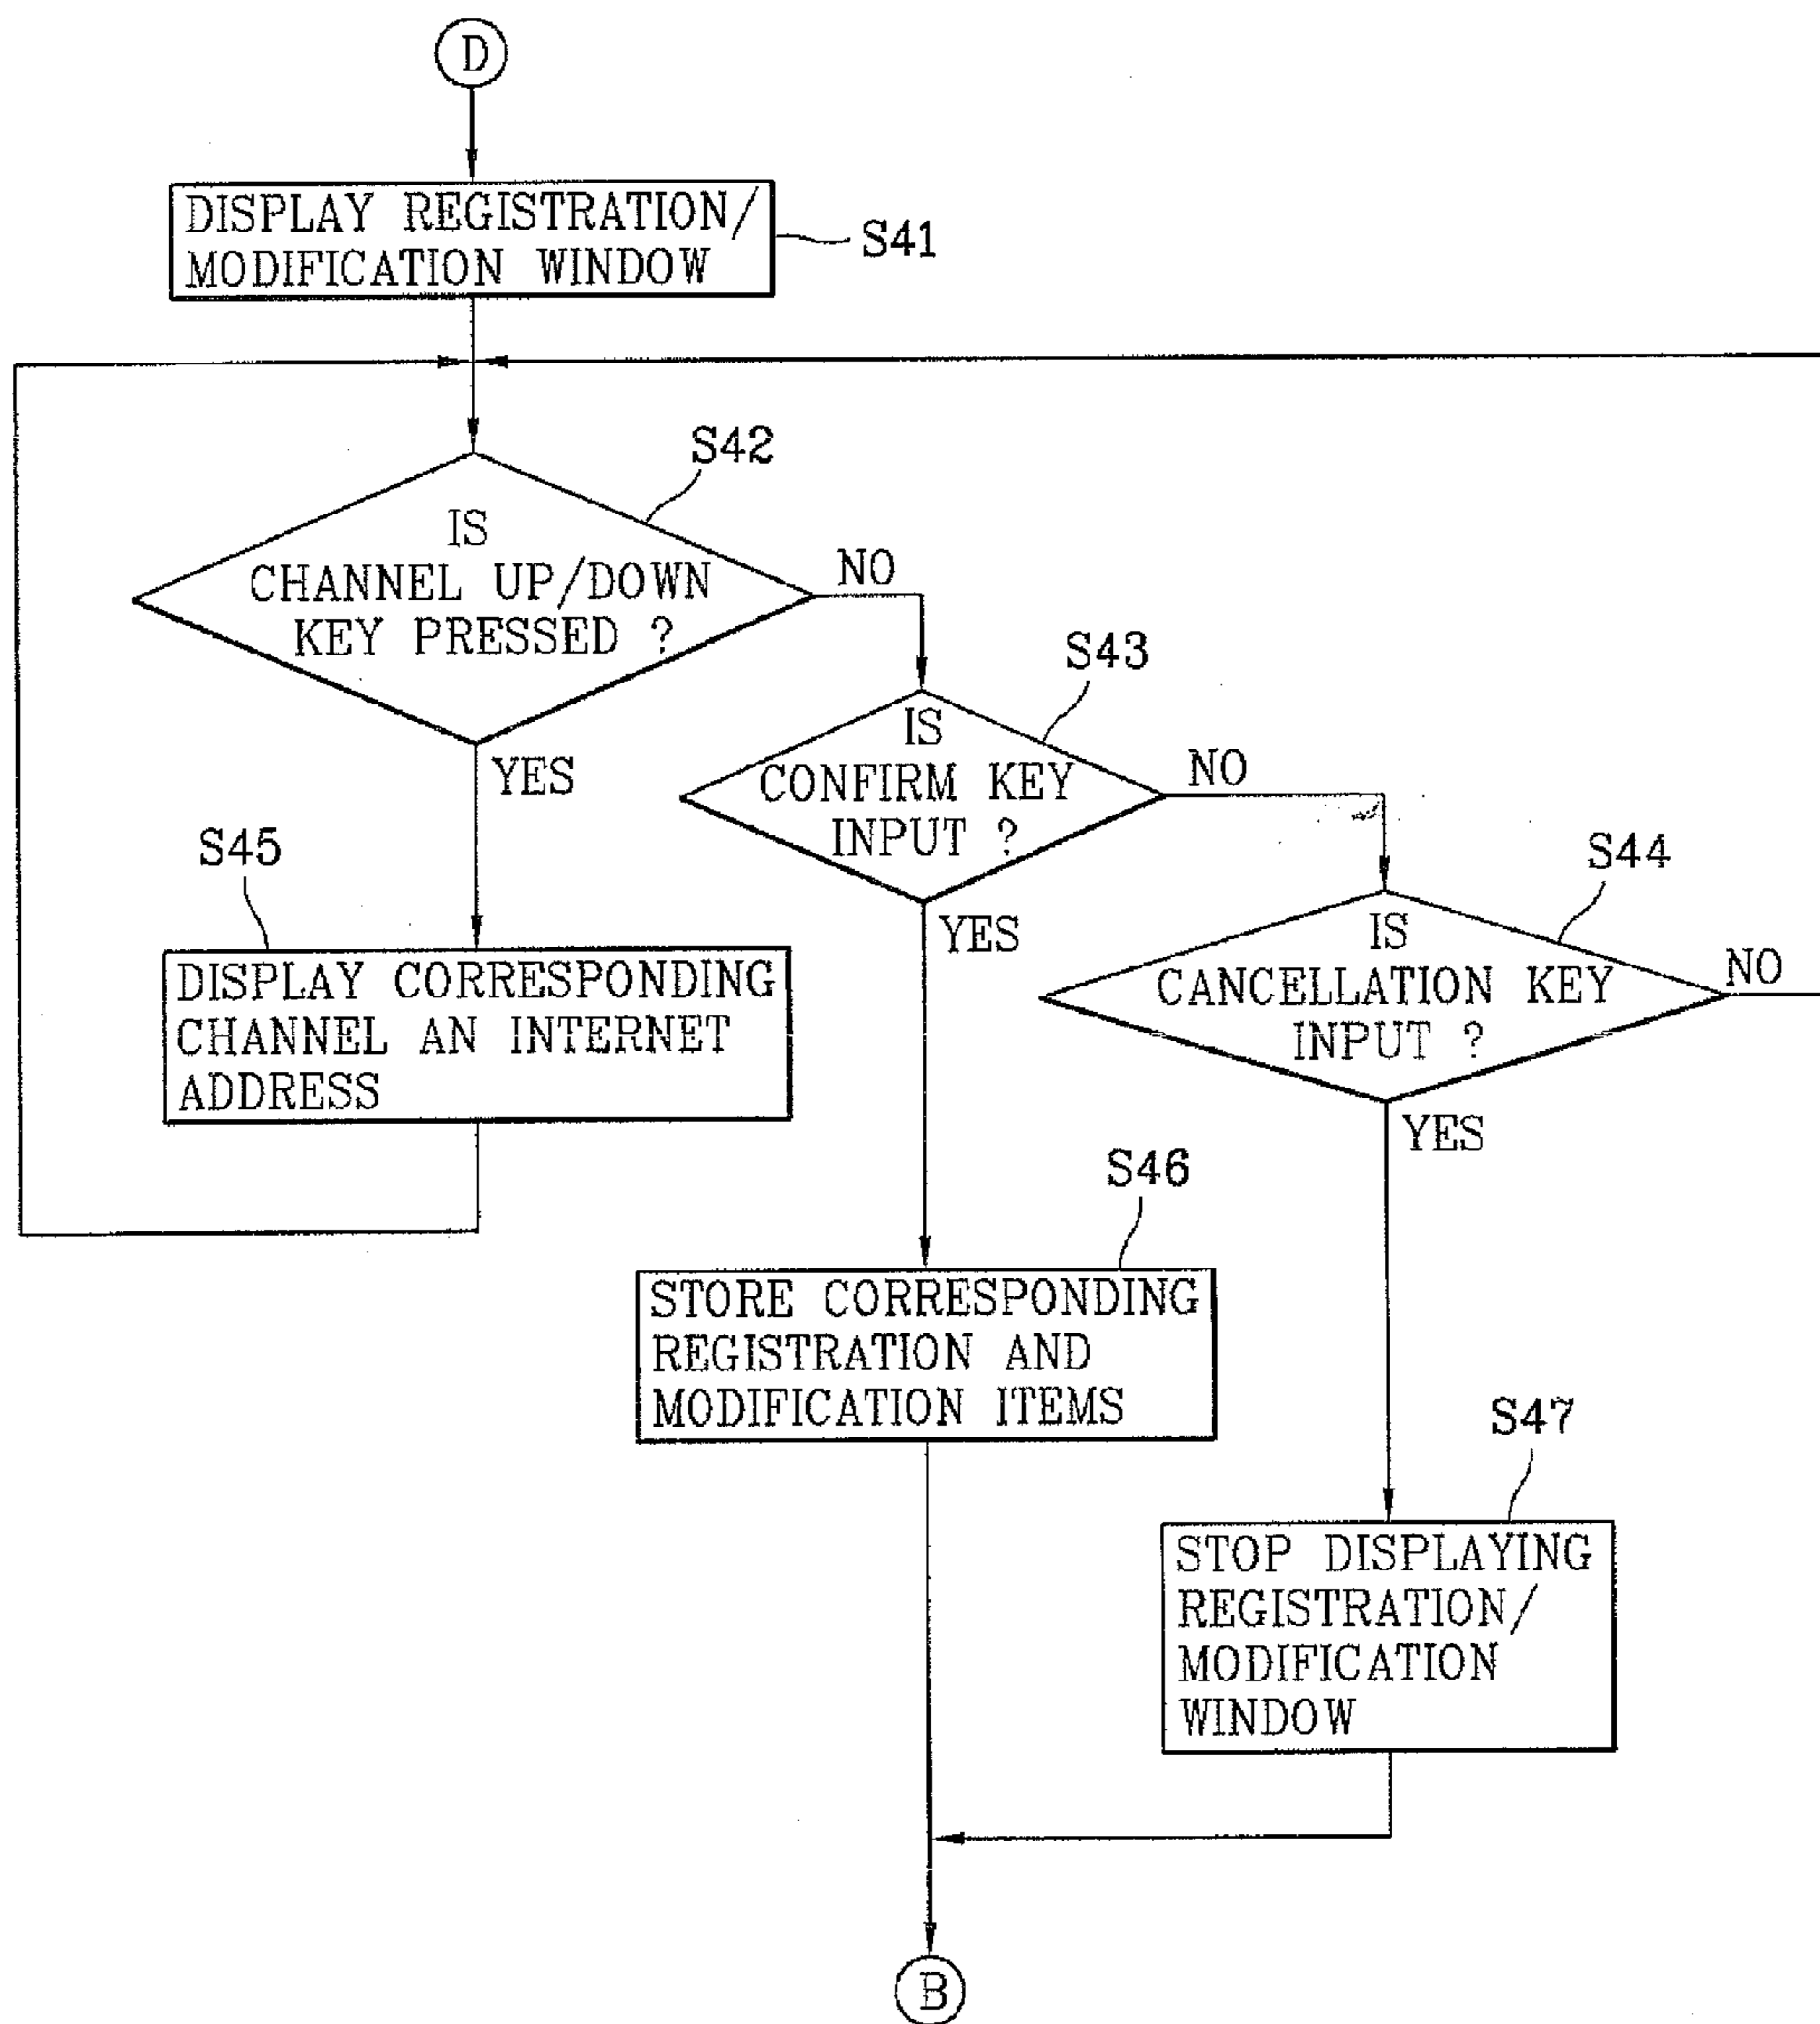 D
DISPLAY REGISTRATION/
MODIFICATION WINDOW
S41
S42
IS
CHANNEL UP/DOWN
KEY PRESSED ?
NO
YES
S43
IS
CONFIRM KEY
INPUT ?
NO
YES
S44
IS
CANCELLATION KEY
INPUT ?
NO
YES
S45
DISPLAY CORRESPONDING
CHANNEL AN INTERNET
ADDRESS
S46
STORE CORRESPONDING
REGISTRATION AND
MODIFICATION ITEMS
S47
STOP DISPLAYING
REGISTRATION/
MODIFICATION
WINDOW
B